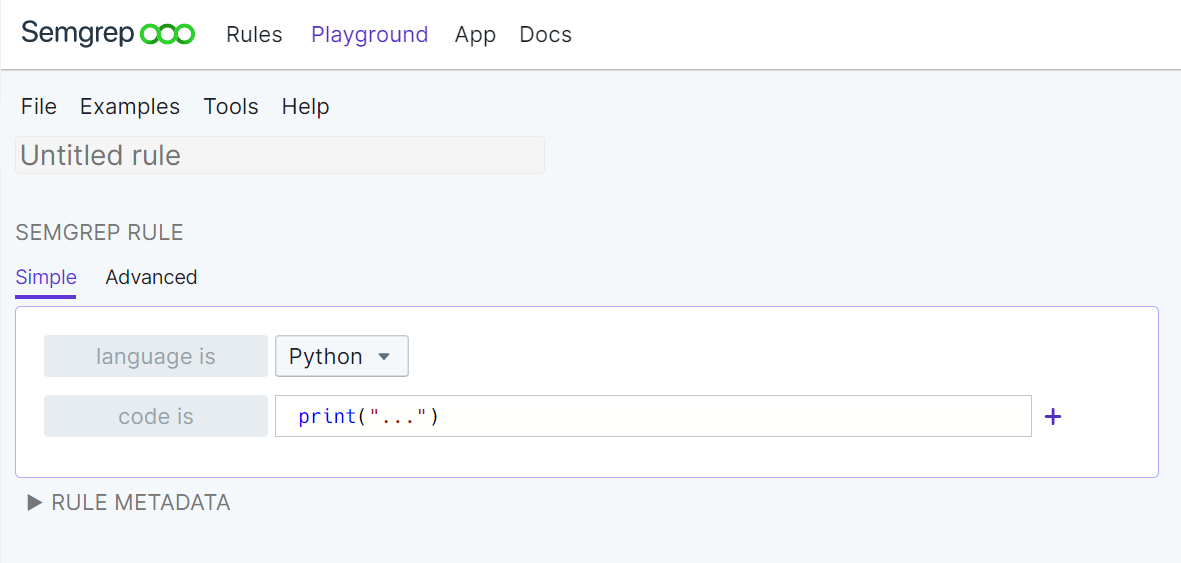 Semgrep Rules Playground App Docs
File Examples Tools Help
Untitled rule
SEMGREP RULE
Simple Advanced
language is Python
code is print("...") +
RULE METADATA